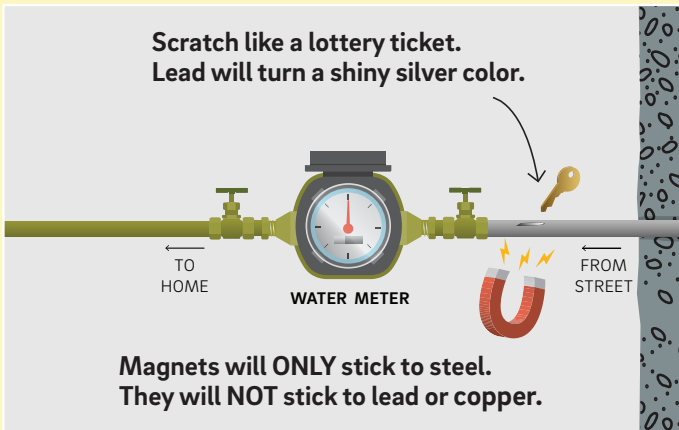 Scratch like a lottery ticket.
Lead will turn a shiny silver color.
TO
HOME
WATER METER
FROM
STREET
Magnets will ONLY stick to steel.
They will NOT stick to lead or copper.